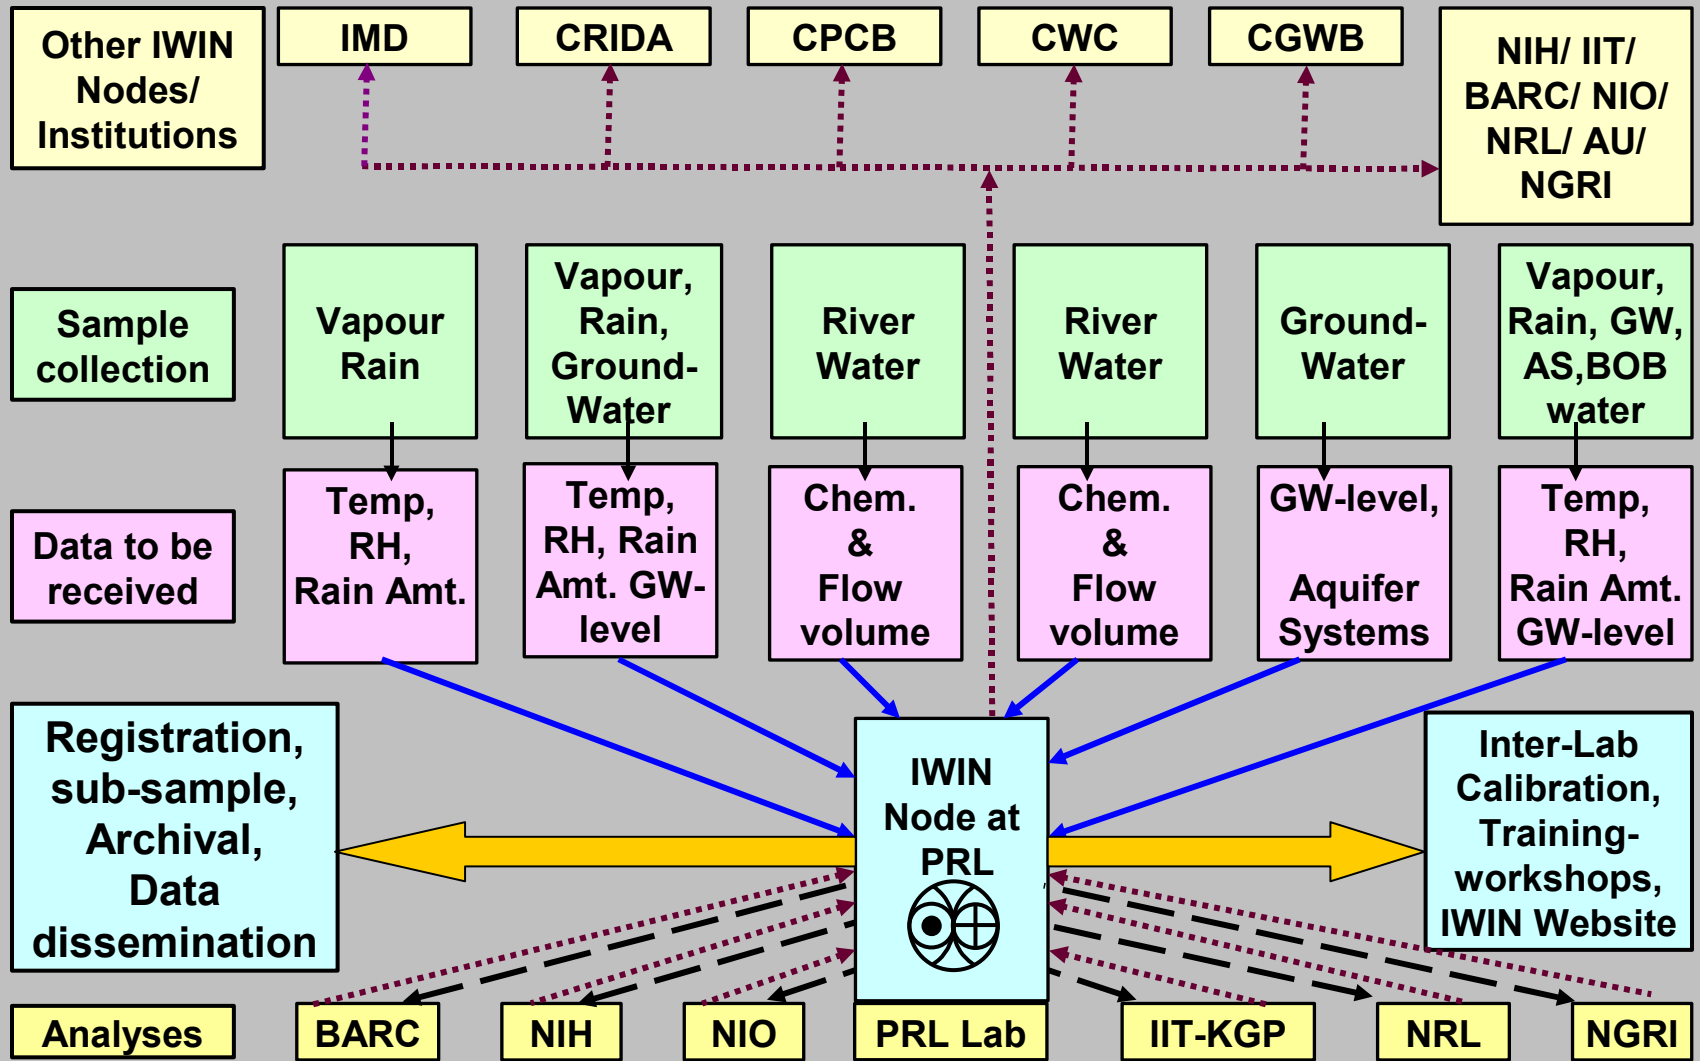 Other IWIN
Nodes/
Institutions
IMD
CRIDA
CPCB
CWC
CGWB
NIH/ IIT/
BARC/ NIO/
NRL/ AU/
NGRI
Sample
collection
Vapour
Rain
Vapour,
Rain,
Ground-
Water
River
Water
River
Water
Ground-
Water
Vapour,
Rain, GW,
AS,BOB
water
Data to be
received
Temp,
RH,
Rain Amt.
Temp,
RH, Rain
Amt. GW-
level
Chem.
&
Flow
volume
Chem.
&
Flow
volume
GW-level,
Aquifer
Systems
Temp,
RH,
Rain Amt.
GW-level
Registration,
sub-sample,
Archival,
Data
dissemination
IWIN
Node at
PRL
Inter-Lab
Calibration,
Training-
workshops,
IWIN Website
Analyses
BARC
NIH
NIO
PRL Lab
IIT-KGP
NRL
NGRI